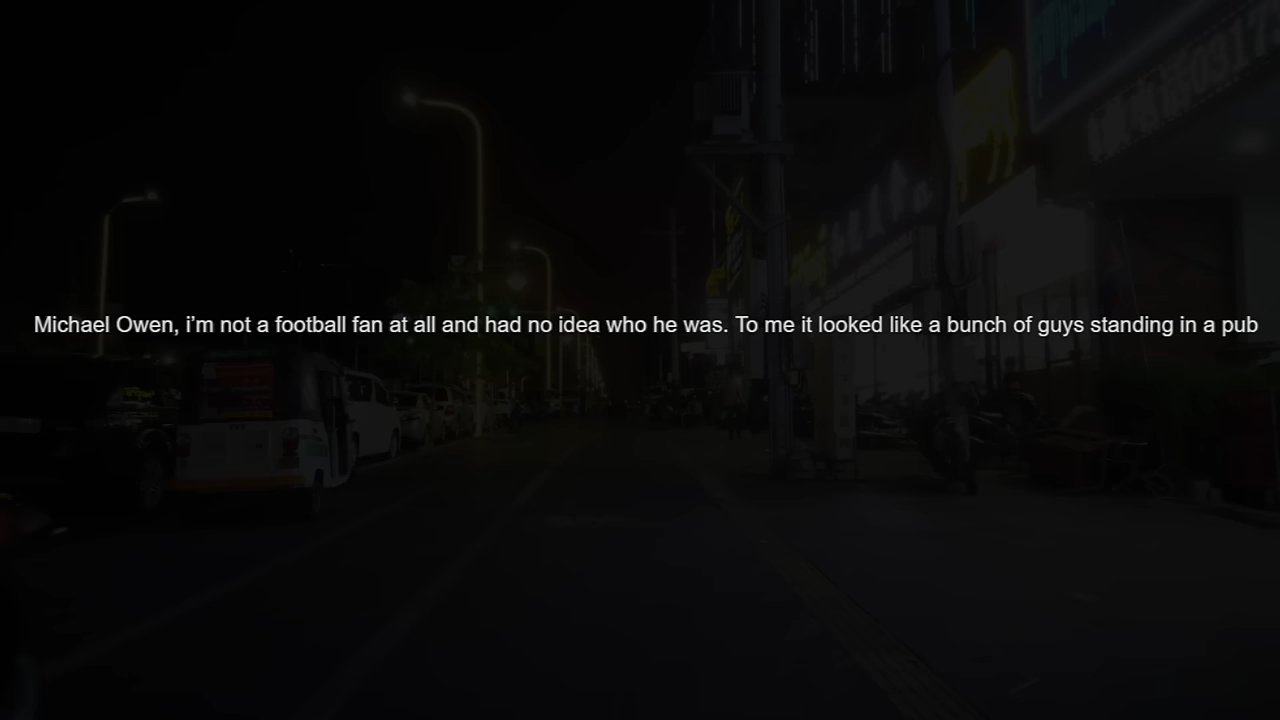 Michael Owen, i’m not a football fan at all and had no idea who he was. To me it looked like a bunch of guys standing in a pub